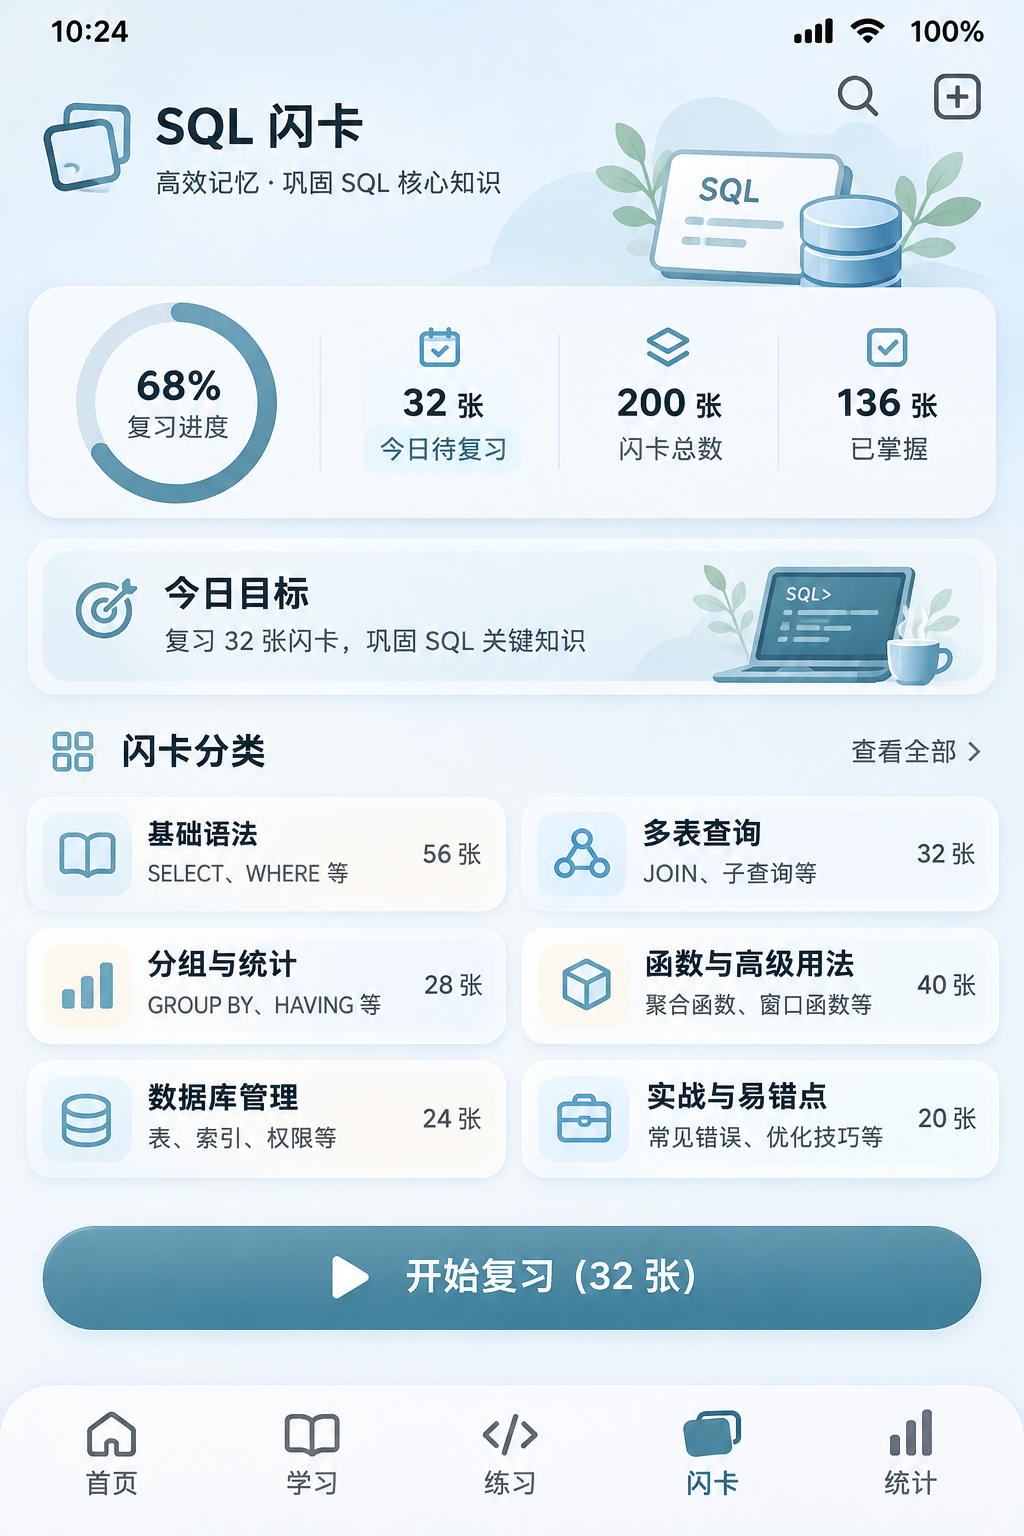 10:24
100%
SQL 闪卡
高效记忆 · 巩固 SQL 核心知识
SQL
68%
复习进度
32 张
今日待复习
200 张
闪卡总数
136 张
已掌握
今日目标
复习 32 张闪卡，巩固 SQL 关键知识
SQL>
闪卡分类
查看全部
基础语法
SELECT、WHERE 等
56 张
多表查询
JOIN、子查询等
32 张
分组与统计
GROUP BY、HAVING 等
28 张
函数与高级用法
聚合函数、窗口函数等
40 张
数据库管理
表、索引、权限等
24 张
实战与易错点
常见错误、优化技巧等
20 张
开始复习（32 张）
首页
学习
练习
闪卡
统计